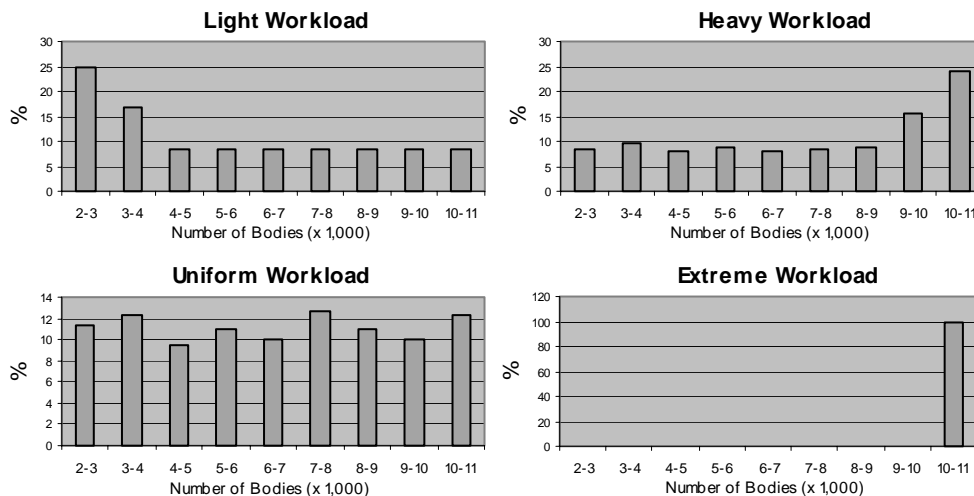 Light Workload
30
25
20
15
10
5
0
%
2-3 3-4 4-5 5-6 6-7 7-8 8-9 9-10 10-11
Number of Bodies (x 1,000)
Heavy Workload
30
25
20
15
10
5
0
%
2-3 3-4 4-5 5-6 6-7 7-8 8-9 9-10 10-11
Number of Bodies (x 1,000)
Uniform Workload
14
12
10
8
6
4
2
0
%
2-3 3-4 4-5 5-6 6-7 7-8 8-9 9-10 10-11
Number of Bodies (x 1,000)
Extreme Workload
120
100
80
60
40
20
0
%
2-3 3-4 4-5 5-6 6-7 7-8 8-9 9-10 10-11
Number of Bodies (x 1,000)